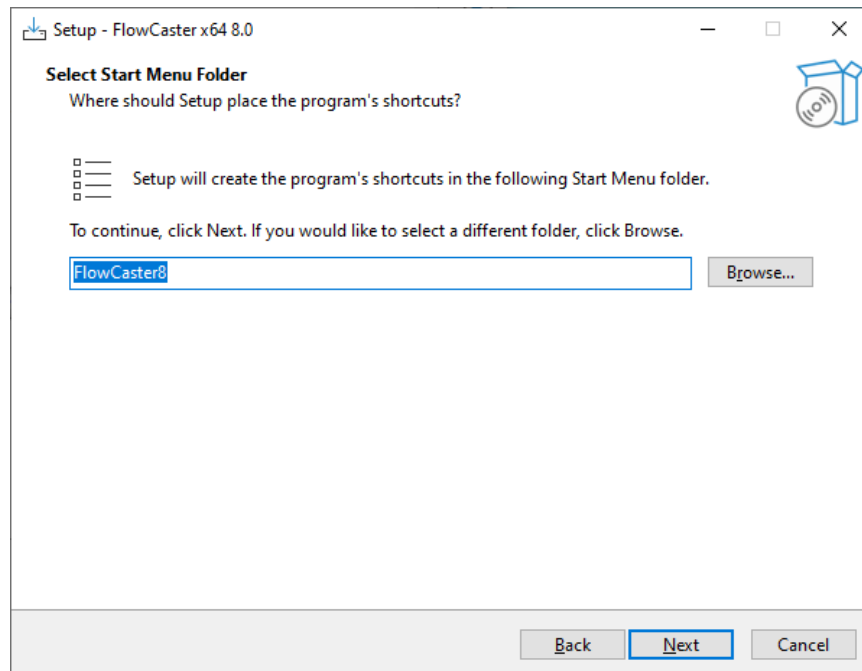 Setup - FlowCaster x64 8.0
Select Start Menu Folder
Where should Setup place the program's shortcuts?
Setup will create the program's shortcuts in the following Start Menu folder.
To continue, click Next. If you would like to select a different folder, click Browse.
FlowCaster8
Browse...
Back
Next
Cancel